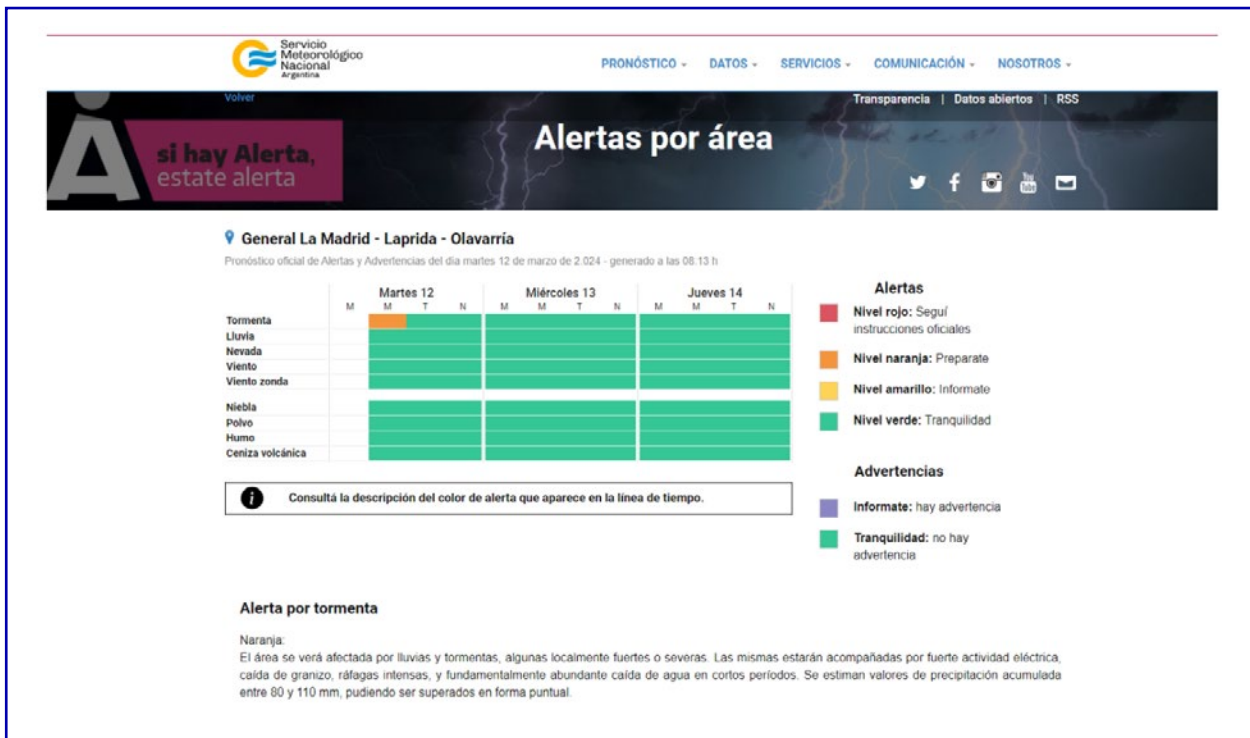 Servicio
Meteorológico
Nacional
Argentina
PRONÓSTICO DATOS SERVICIOS COMUNICACIÓN NOSOTROS
Volver
Transparencia | Datos abiertos | RSS
A
si hay Alerta,
estate alerta
Alertas por área
You
Tube
General La Madrid - Laprida - Olavarría
Pronóstico oficial de Alertas y Advertencias del día martes 12 de marzo de 2.024 - generado a las 08:13 h
Martes 12 Miércoles 13 Jueves 14
M M T N M M T N M M T N
Tormenta
Lluvia
Nevada
Viento
Viento zonda
Niebla
Polvo
Humo
Ceniza volcánica
i Consultá la descripción del color de alerta que aparece en la línea de tiempo.
Alertas
Nivel rojo: Seguí
instrucciones oficiales
Nivel naranja: Preparate
Nivel amarillo: Informate
Nivel verde: Tranquilidad
Advertencias
Informate: hay advertencia
Tranquilidad: no hay
advertencia
Alerta por tormenta
Naranja:
El área se verá afectada por lluvias y tormentas, algunas localmente fuertes o severas. Las mismas estarán acompañadas por fuerte actividad eléctrica,
caída de granizo, ráfagas intensas, y fundamentalmente abundante caída de agua en cortos períodos. Se estiman valores de precipitación acumulada
entre 80 y 110 mm, pudiendo ser superados en forma puntual.